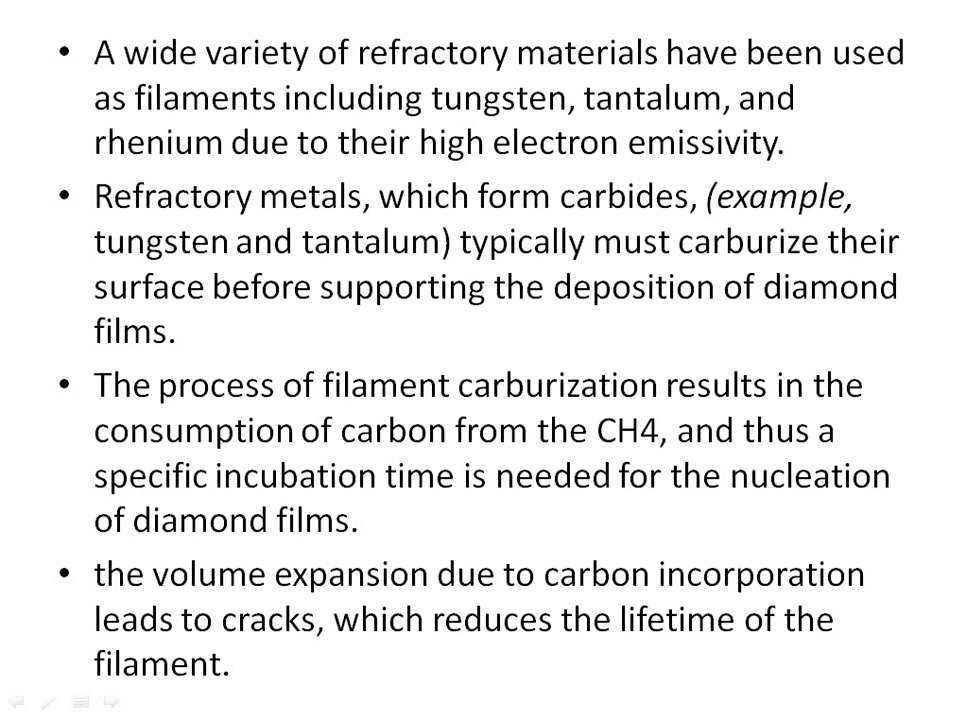 • A wide variety of refractory materials have been used
as filaments including tungsten, tantalum, and
rhenium due to their high electron emissivity.
• Refractory metals, which form carbides, (example,
tungsten and tantalum) typically must carburize their
surface before supporting the deposition of diamond
films.
• The process of filament carburization results in the
consumption of carbon from the CH4, and thus a
specific incubation time is needed for the nucleation
of diamond films.
• the volume expansion due to carbon incorporation
leads to cracks, which reduces the lifetime of the
filament.